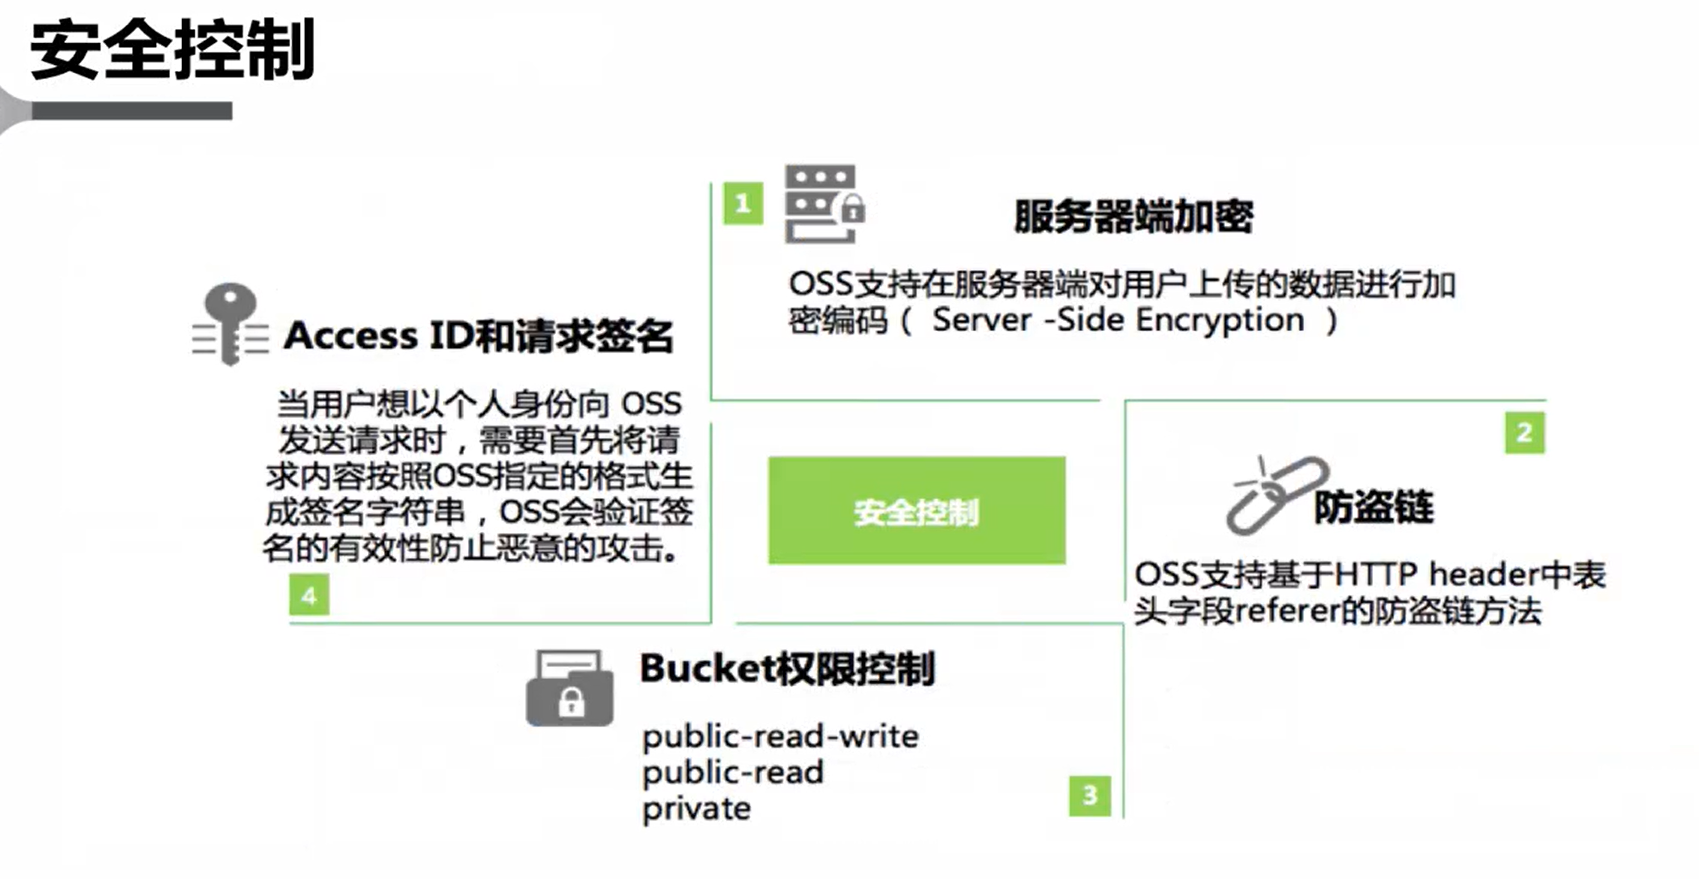 安全控制
1
服务器端加密
OSS支持在服务器端对用户上传的数据进行加
密编码（ Server -Side Encryption ）
2
防盗链
OSS支持基于HTTP header中表
头字段referer的防盗链方法
安全控制
Bucket权限控制
public-read-write
public-read
private
3
Access ID和请求签名
当用户想以个人身份向 OSS
发送请求时，需要首先将请
求内容按照OSS指定的格式生
成签名字符串，OSS会验证签
名的有效性防止恶意的攻击。
4